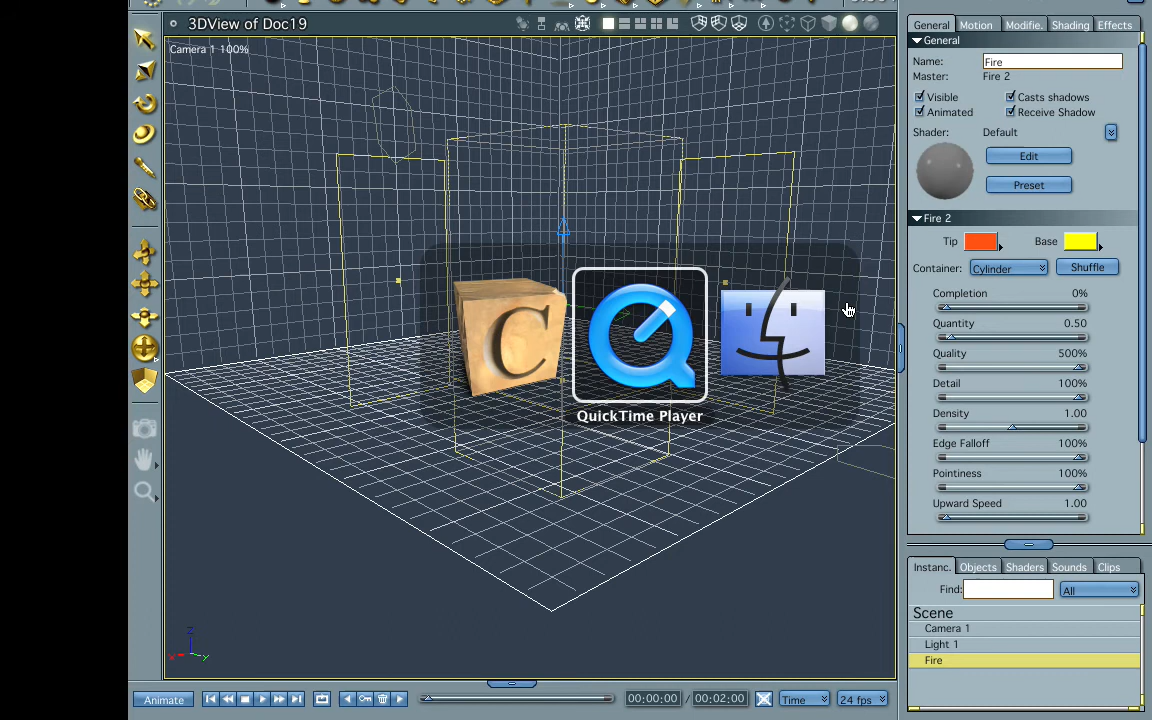 3DView of Doc19
Camera 1 100%
C
QuickTime Player
Z
X
Y
General Motion Modifie. Shading Effects
General
Name: Fire
Master: Fire 2
Visible Casts shadows
Animated Receive Shadow
Shader: Default
Edit
Preset
Fire 2
Tip Base
Container: Cylinder Shuffle
Completion 0%
Quantity 0.50
Quality 500%
Detail 100%
Density 1.00
Edge Falloff 100%
Pointiness 100%
Upward Speed 1.00
Instanc. Objects Shaders Sounds Clips
Find: All
Scene
Camera 1
Light 1
Fire
Animate 00:00:00 / 00:02:00 Time 24 fps